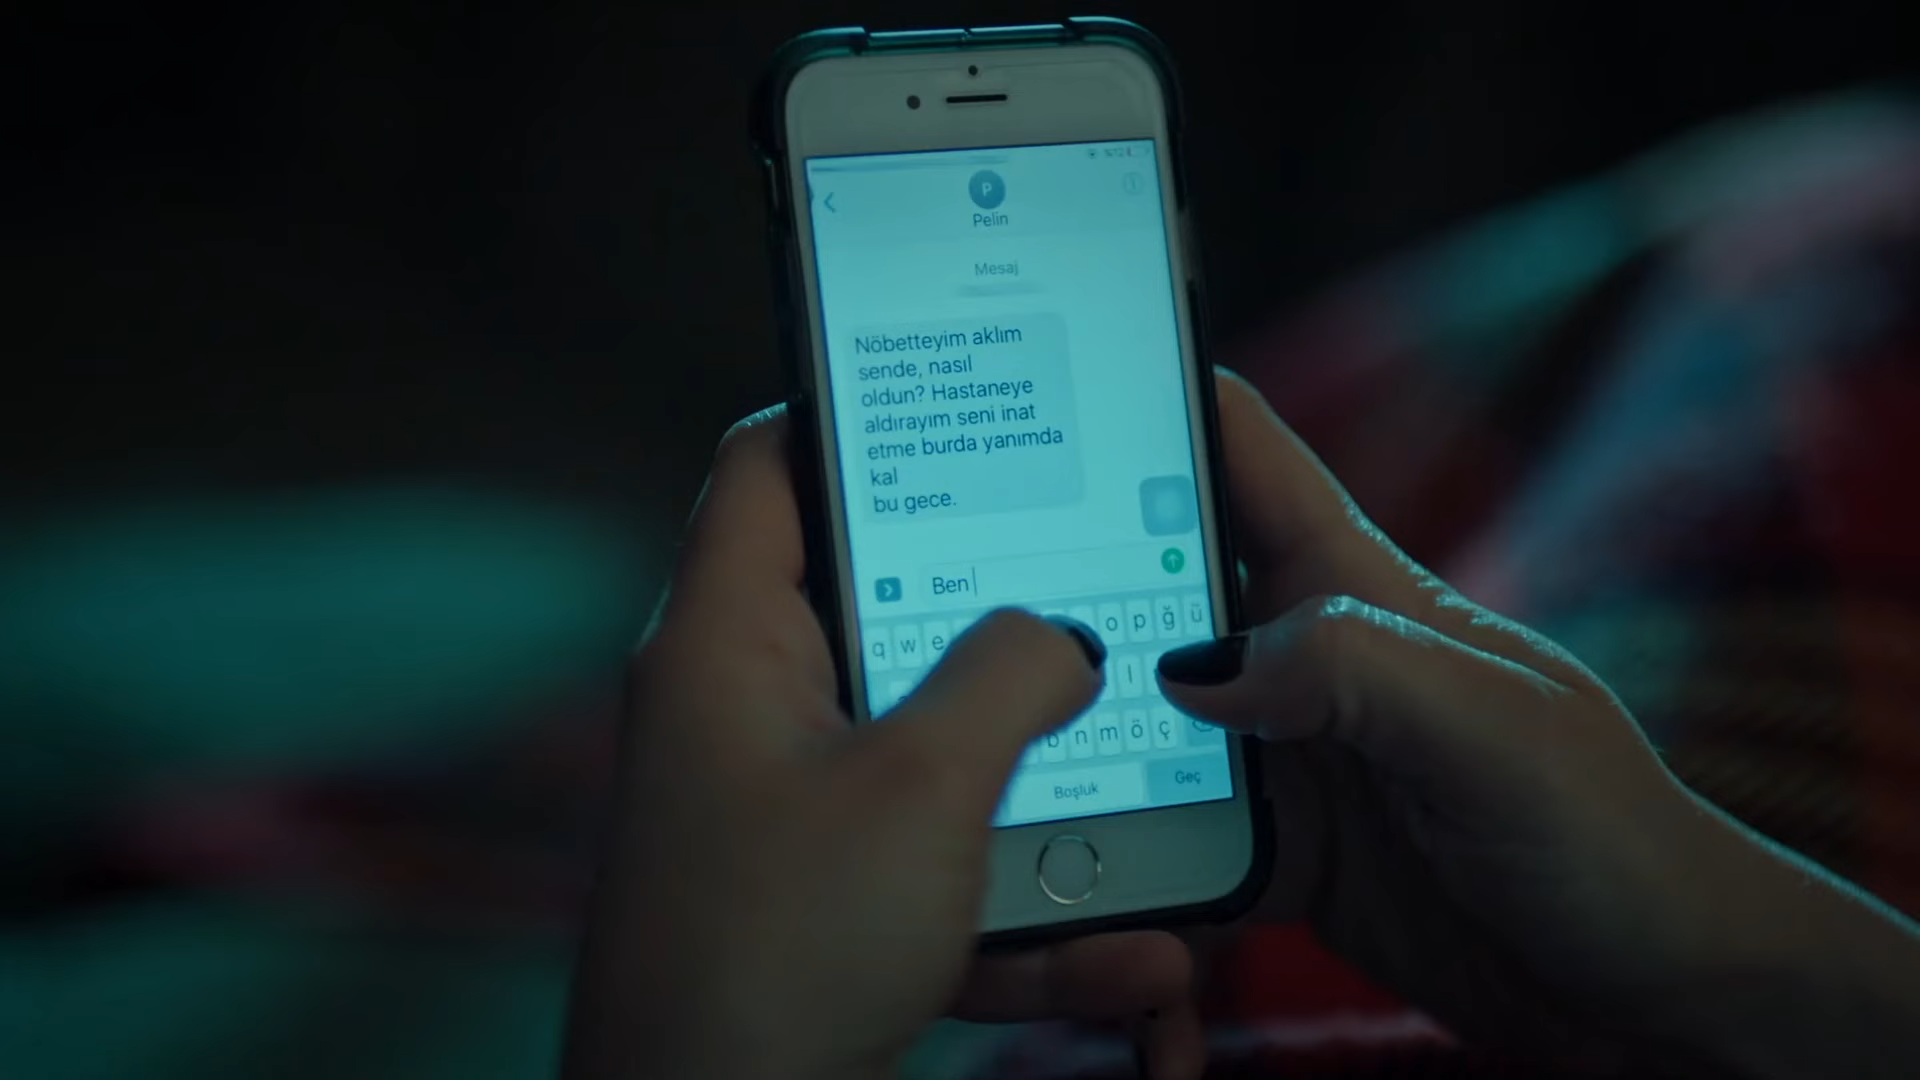 %12
P
Pelin
Mesaj
Nöbetteyim aklım
sende, nasıl
oldun? Hastaneye
aldırayım seni inat
etme burda yanımda
kal
bu gece.
Ben
q w e o p ğ ü
l
b n m ö ç
Boşluk Geç